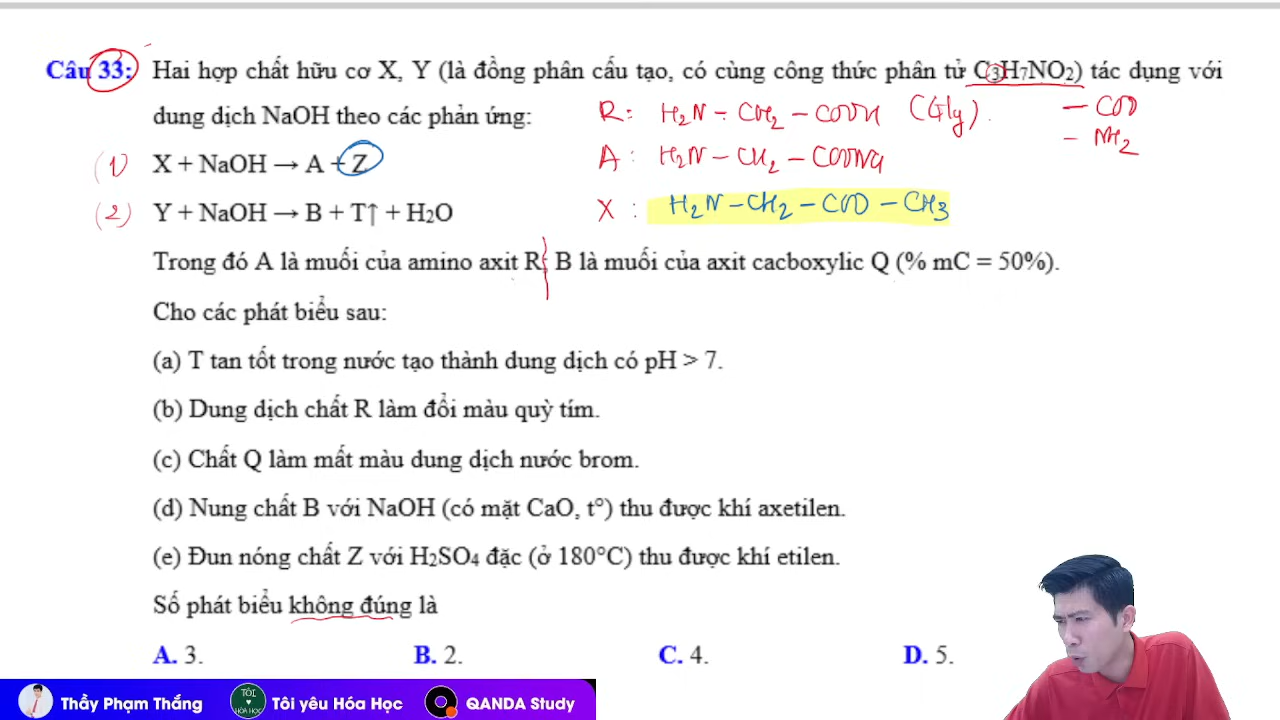 Câu 33: Hai hợp chất hữu cơ X, Y (là đồng phân cấu tạo, có cùng công thức phân tử C3H7NO2) tác dụng với
dung dịch NaOH theo các phản ứng:
R: H2N - CH2 - COOH (Gly).
- COO
- NH2
(1) X + NaOH → A + Z
A: H2N - CH2 - COONa
(2) Y + NaOH → B + T↑ + H2O
X : H2N - CH2 - COO - CH3
Trong đó A là muối của amino axit R; B là muối của axit cacboxylic Q (% mC = 50%).
Cho các phát biểu sau:
(a) T tan tốt trong nước tạo thành dung dịch có pH > 7.
(b) Dung dịch chất R làm đổi màu quỳ tím.
(c) Chất Q làm mất màu dung dịch nước brom.
(d) Nung chất B với NaOH (có mặt CaO, t°) thu được khí axetilen.
(e) Đun nóng chất Z với H2SO4 đặc (ở 180°C) thu được khí etilen.
Số phát biểu không đúng là
A. 3. B. 2. C. 4. D. 5.
Thầy Phạm Thắng TÔI HÓA HỌC Tôi yêu Hóa Học QANDA Study